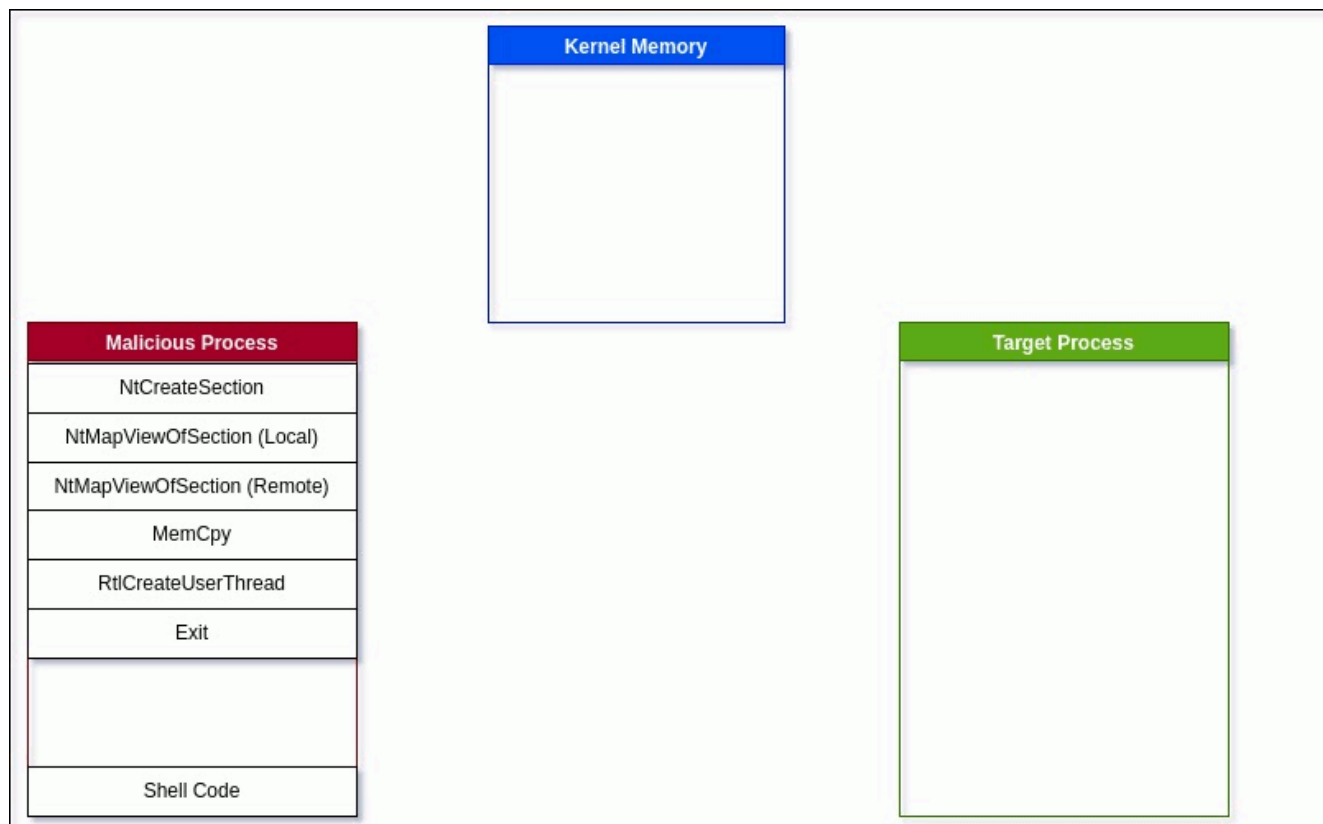 Kernel Memory
Malicious Process
NtCreateSection
NtMapViewOfSection (Local)
NtMapViewOfSection (Remote)
MemCpy
RtlCreateUserThread
Exit
Shell Code
Target Process